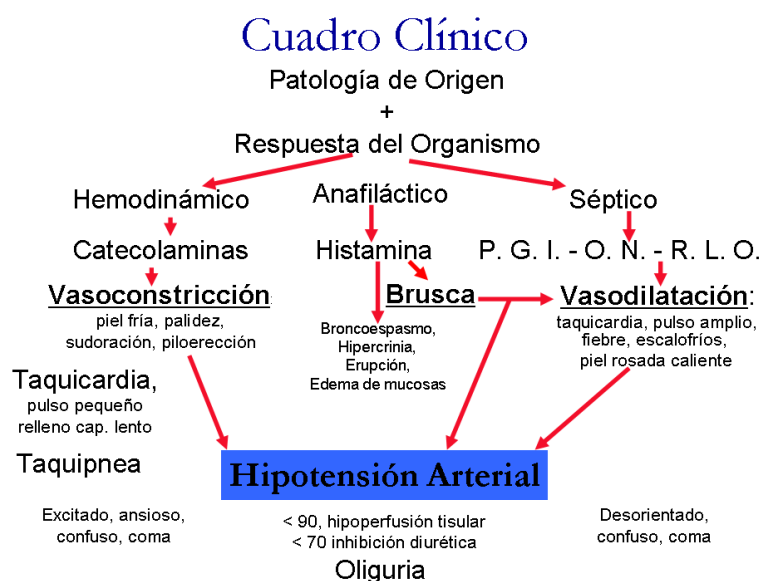 Cuadro Clínico
Patología de Origen
+
Respuesta del Organismo
Hemodinámico
Anafiláctico
Séptico
Catecolaminas
Histamina
P. G. I. - O. N. - R. L. O.
Vasoconstricción:
piel fría, palidez,
sudoración, piloerección
Brusca
Vasodilatación:
taquicardia, pulso amplio,
fiebre, escalofríos,
piel rosada caliente
Broncoespasmo,
Hipercrinia,
Erupción,
Edema de mucosas
Taquicardia,
pulso pequeño
relleno cap. lento
Taquipnea
Hipotensión Arterial
Excitado, ansioso,
confuso, coma
< 90, hipoperfusión tisular
< 70 inhibición diurética
Oliguria
Desorientado,
confuso, coma